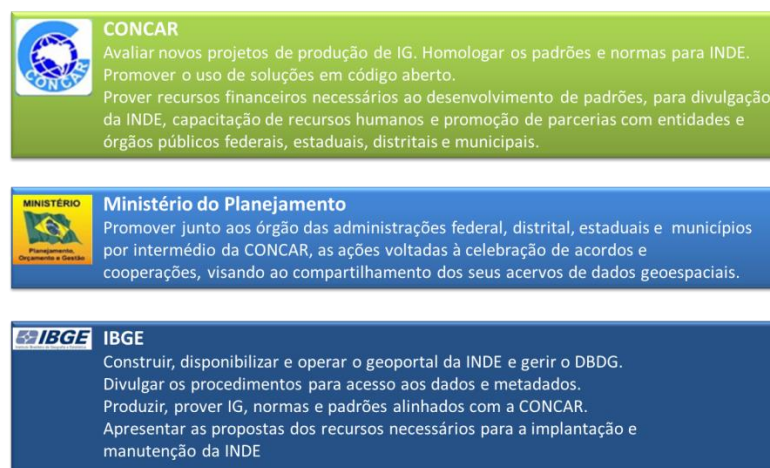 CONCAR
CONCAR
Avaliar novos projetos de produção de IG. Homologar os padrões e normas para INDE.
Promover o uso de soluções em código aberto.
Prover recursos financeiros necessários ao desenvolvimento de padrões, para divulgação
da INDE, capacitação de recursos humanos e promoção de parcerias com entidades e
órgãos públicos federais, estaduais, distritais e municipais.
MINISTÉRIO
Planejamento,
Orçamento e Gestão
Ministério do Planejamento
Promover junto aos órgão das administrações federal, distrital, estaduais e municípios
por intermédio da CONCAR, as ações voltadas à celebração de acordos e
cooperações, visando ao compartilhamento dos seus acervos de dados geoespaciais.
IBGE
IBGE
Construir, disponibilizar e operar o geoportal da INDE e gerir o DBDG.
Divulgar os procedimentos para acesso aos dados e metadados.
Produzir, prover IG, normas e padrões alinhados com a CONCAR.
Apresentar as propostas dos recursos necessários para a implantação e
manutenção da INDE